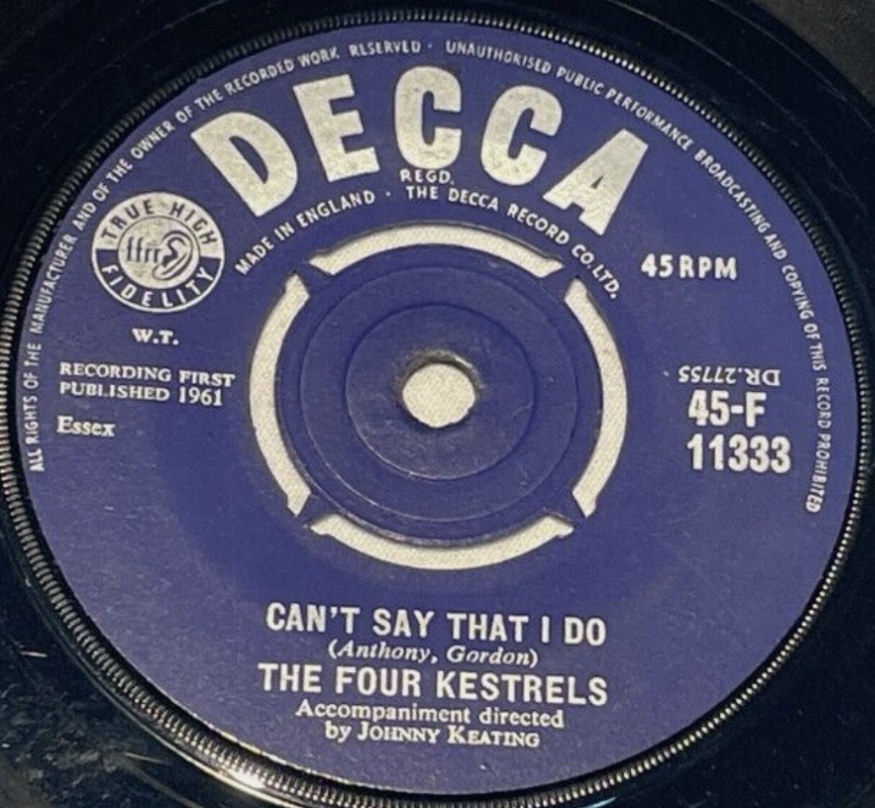 ALL RIGHTS OF THE MANUFACTURER AND OF THE OWNER OF THE RECORDED WORK RESERVED · UNAUTHORISED PUBLIC PERFORMANCE BROADCASTING AND COPYING OF THIS RECORD PROHIBITED
DECCA
REGD.
MADE IN ENGLAND · THE DECCA RECORD CO. LTD.
TRUE HIGH
FIDELITY
ffrr
45 RPM
W.T.
RECORDING FIRST
PUBLISHED 1961
Essex
DR.27755
45-F
11333
CAN'T SAY THAT I DO
(Anthony, Gordon)
THE FOUR KESTRELS
Accompaniment directed
by JOHNNY KEATING